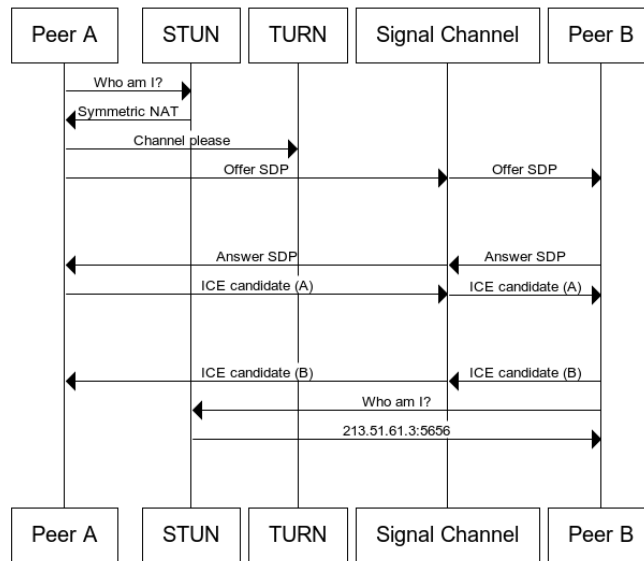 Peer A STUN TURN Signal Channel Peer B
Who am I?
Symmetric NAT
Channel please
Offer SDP Offer SDP
Answer SDP Answer SDP
ICE candidate (A) ICE candidate (A)
ICE candidate (B) ICE candidate (B)
Who am I?
213.51.61.3:5656
Peer A STUN TURN Signal Channel Peer B